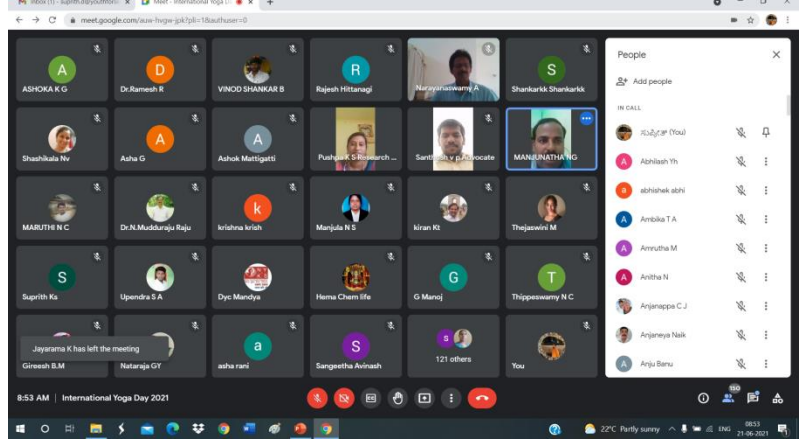 Meet - International Yoga D
meet.google.com/auw-hvgw-jpk?pli=1&authuser=0
A
D
R
S
ASHOKA K G
Dr.Ramesh R
VINOD SHANKAR B
Rajesh Hittanagi
Narayanaswamy A
Shankarkk Shankarkk
A
A
Shashikala Nv
Asha G
Ashok Mattigatti
Pushpa K S Research ...
Santhosh v p Advocate
MANJUNATHA NG
k
MARUTHI N C
Dr.N.Mudduraju Raju
krishna krish
Manjula N S
kiran Kt
Thejaswini M
S
G
T
Suprith Ks
Upendra S A
Dyc Mandya
Hema Chem life
G Manoj
Thippeswamy N C
Jayarama K has left the meeting
a
S
S
Gireesh B.M
Nataraja GY
asha rani
Sangeetha Avinash
121 others
You
People
Add people
IN CALL
(You)
A
Abhilash Yh
a
abhishek abhi
A
Ambika T A
A
Amrutha M
A
Anitha N
Anjanappa C J
Anjaneya Naik
A
Anju Banu
8:53 AM | International Yoga Day 2021
150
22°C Partly sunny
ENG
08:53
21-06-2021